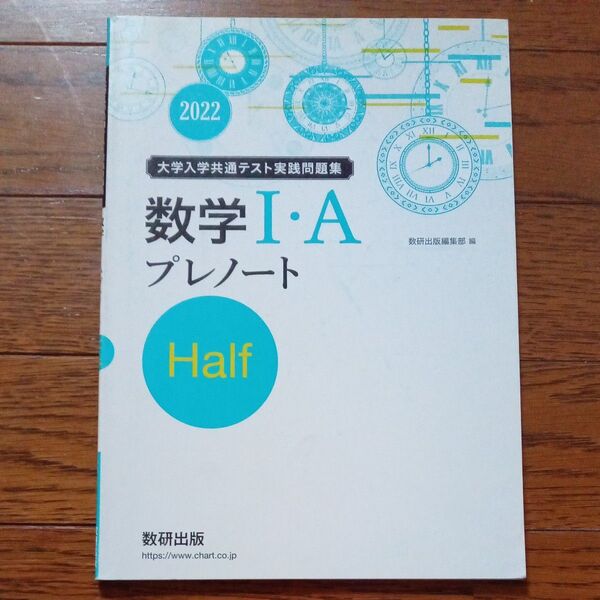 2022
大学入学共通テスト実践問題集
数学I・A
数研出版編集部 編
プレノート
Half
数研出版
https://www.chart.co.jp